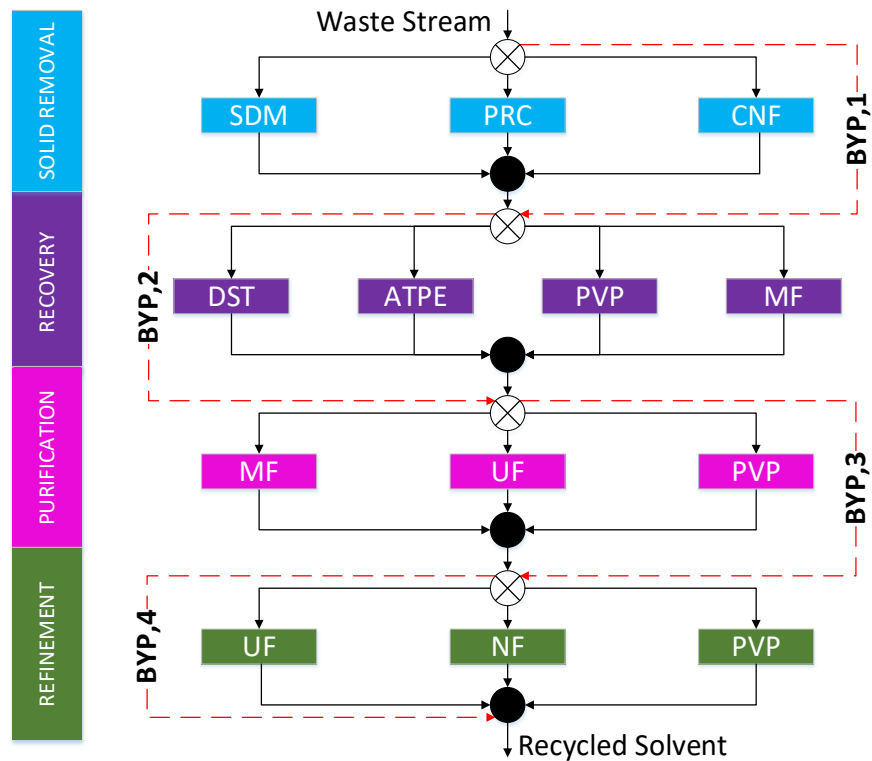 Waste Stream
SOLID REMOVAL
SDM
PRC
CNF
BYP,1
RECOVERY
BYP,2
DST
ATPE
PVP
MF
PURIFICATION
MF
UF
PVP
BYP,3
REFINEMENT
BYP,4
UF
NF
PVP
Recycled Solvent